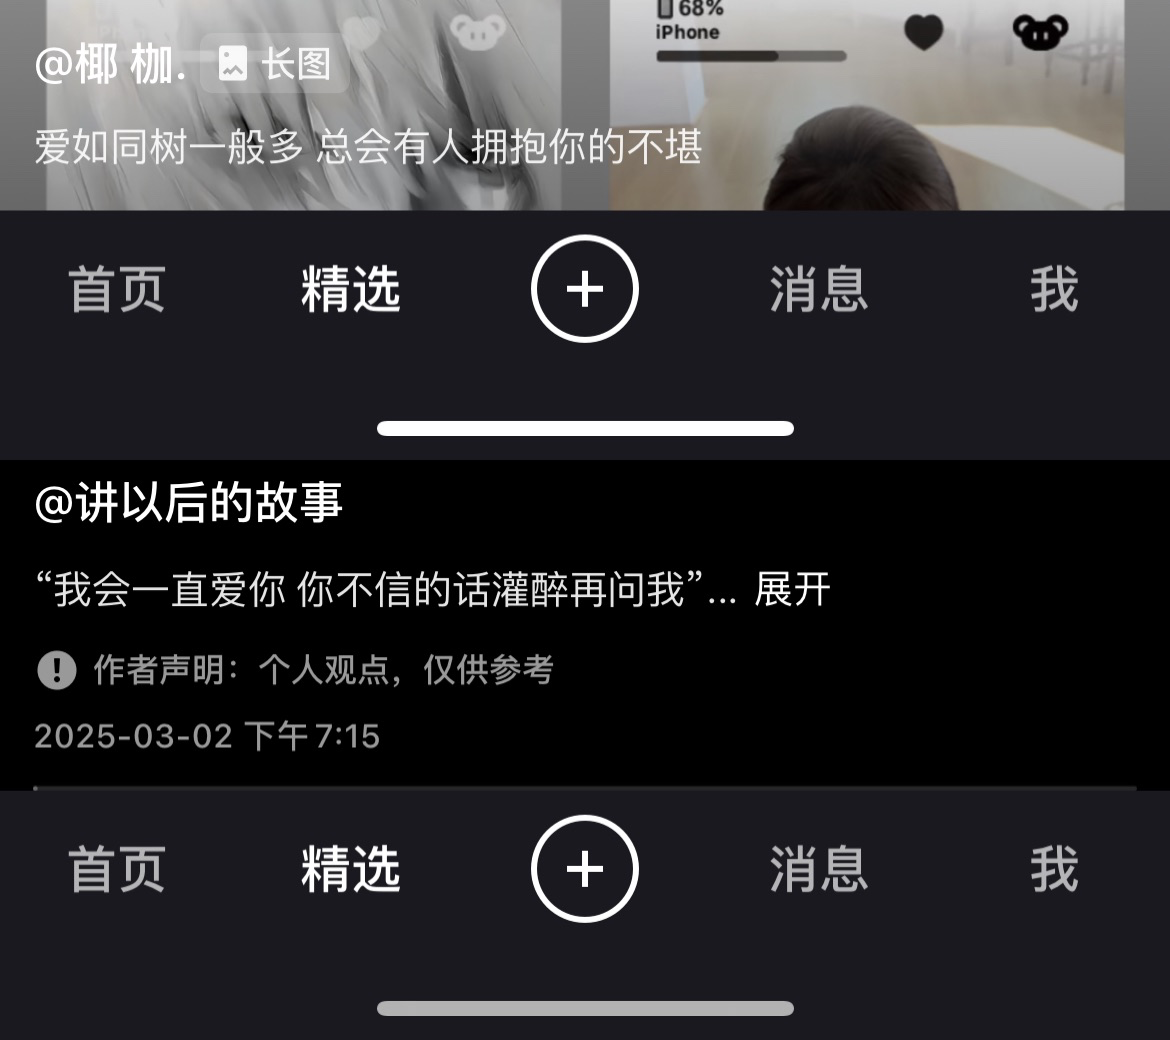 68%
iPhone
@椰 枷. 长图
爱如同树一般多 总会有人拥抱你的不堪
首页 精选 消息 我
@讲以后的故事
“我会一直爱你 你不信的话灌醉再问我”... 展开
作者声明：个人观点，仅供参考
2025-03-02 下午 7:15
首页 精选 消息 我